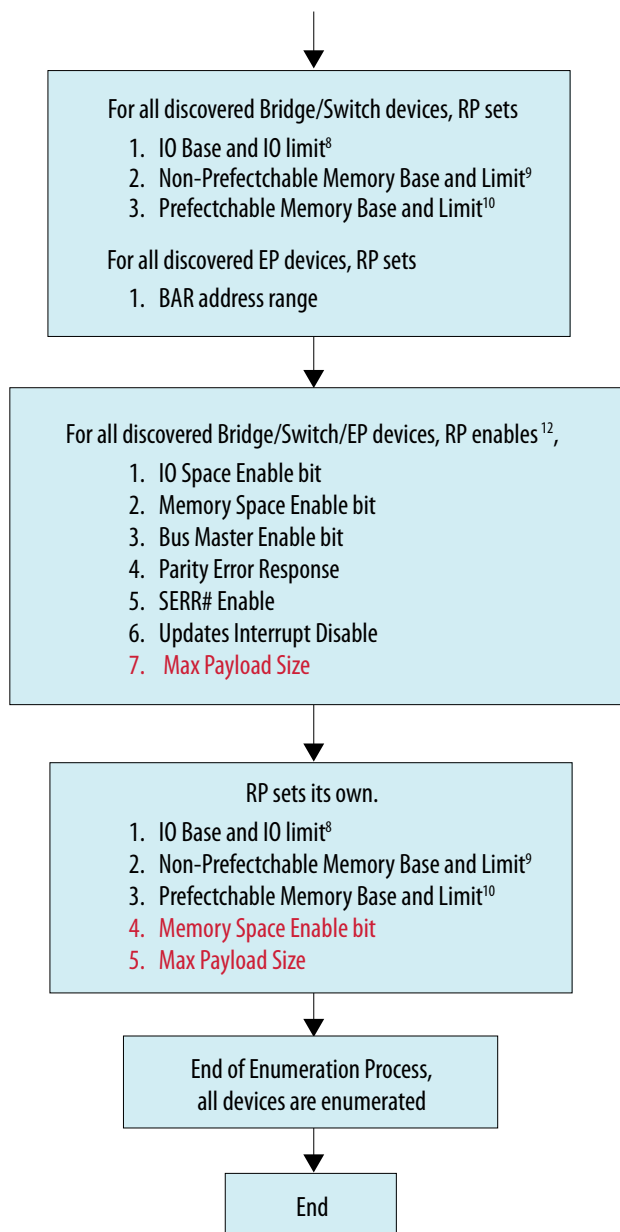 For all discovered Bridge/Switch devices, RP sets
1. IO Base and IO limit⁸
2. Non-Prefectchable Memory Base and Limit⁹
3. Prefectchable Memory Base and Limit¹⁰
For all discovered EP devices, RP sets
1. BAR address range
For all discovered Bridge/Switch/EP devices, RP enables ¹²,
1. IO Space Enable bit
2. Memory Space Enable bit
3. Bus Master Enable bit
4. Parity Error Response
5. SERR# Enable
6. Updates Interrupt Disable
7. Max Payload Size
RP sets its own.
1. IO Base and IO limit⁸
2. Non-Prefectchable Memory Base and Limit⁹
3. Prefectchable Memory Base and Limit¹⁰
4. Memory Space Enable bit
5. Max Payload Size
End of Enumeration Process,
all devices are enumerated
End